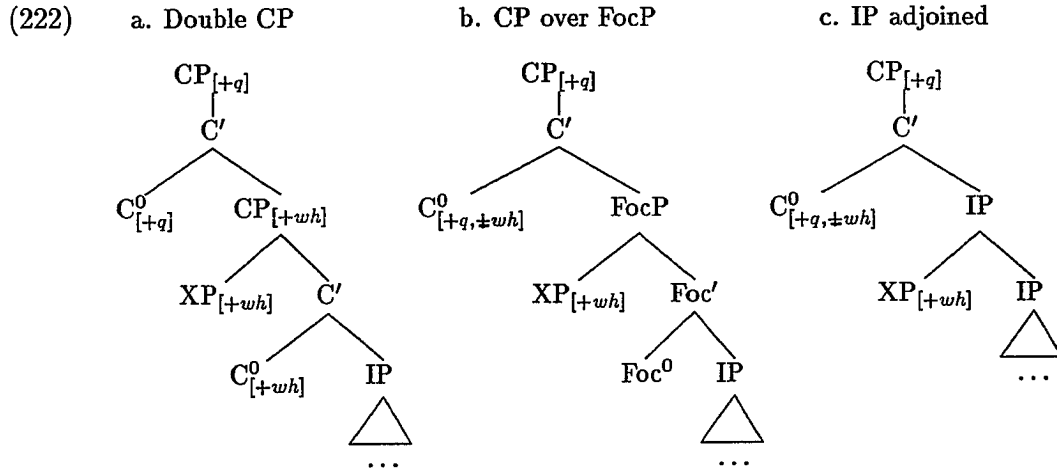 (222) a. Double CP b. CP over FocP c. IP adjoined
CP[+q] CP[+q] CP[+q]
C′ C′ C′
C⁰[+q] CP[+wh] C⁰[+q,±wh] FocP C⁰[+q,±wh] IP
XP[+wh] C′ XP[+wh] Foc′ XP[+wh] IP
C⁰[+wh] IP Foc⁰ IP ...
... ...